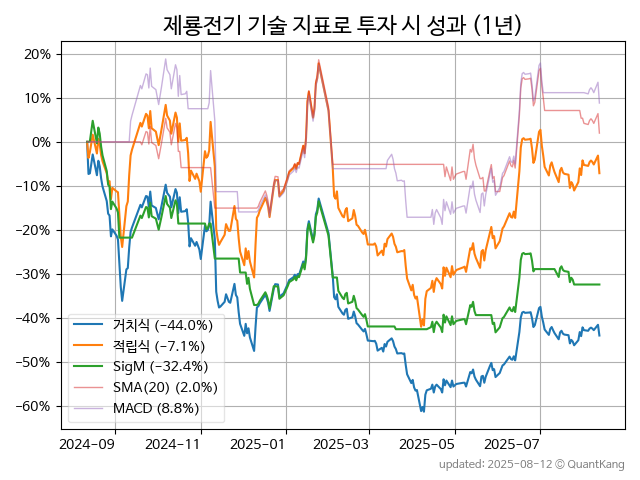 제룡전기 기술 지표로 투자 시 성과 (1년)
20%
10%
0%
−10%
−20%
−30%
−40%
−50%
−60%
거치식 (−44.0%)
적립식 (−7.1%)
SigM (−32.4%)
SMA(20) (2.0%)
MACD (8.8%)
2024-09 2024-11 2025-01 2025-03 2025-05 2025-07
updated: 2025-08-12 © QuantKang